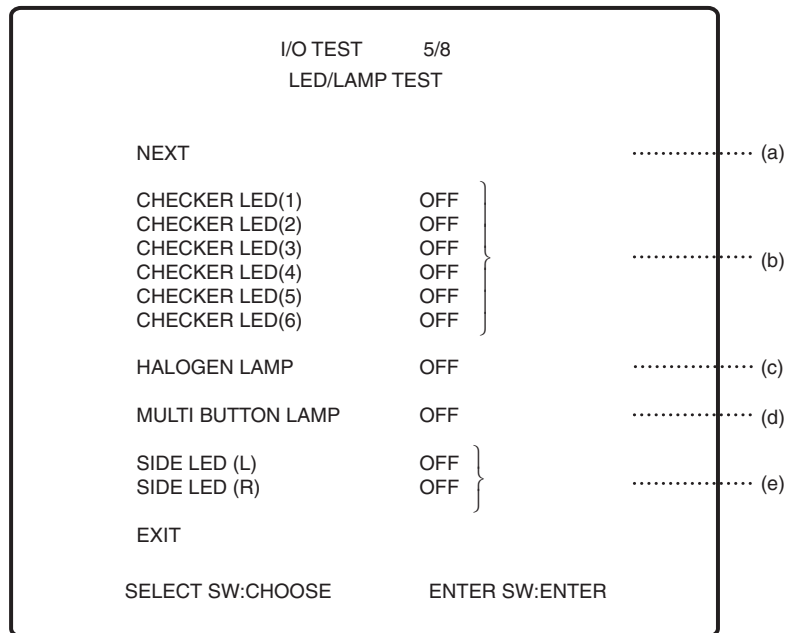 I/O TEST 5/8
LED/LAMP TEST
NEXT (a)
CHECKER LED(1) OFF
CHECKER LED(2) OFF
CHECKER LED(3) OFF
(b)
CHECKER LED(4) OFF
CHECKER LED(5) OFF
CHECKER LED(6) OFF
HALOGEN LAMP OFF (c)
MULTI BUTTON LAMP OFF (d)
SIDE LED (L) OFF
SIDE LED (R) OFF (e)
EXIT
SELECT SW:CHOOSE ENTER SW:ENTER